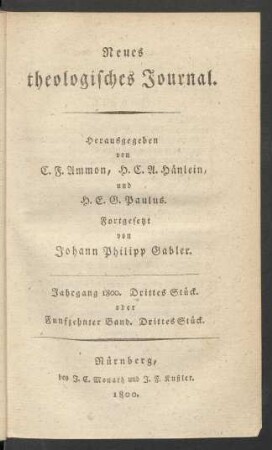 Neues
theologisches Journal.
Herausgegeben
von
C. F. Ammon, H. C. A. Hänlein,
und
H. E. G. Paulus.
Fortgesetzt
von
Johann Philipp Gabler.
Jahrgang 1800. Drittes Stück.
oder
Funfzehnter Band. Drittes Stück.
Nürnberg,
bey J. C. Monath und J. F. Kußler.
1800.